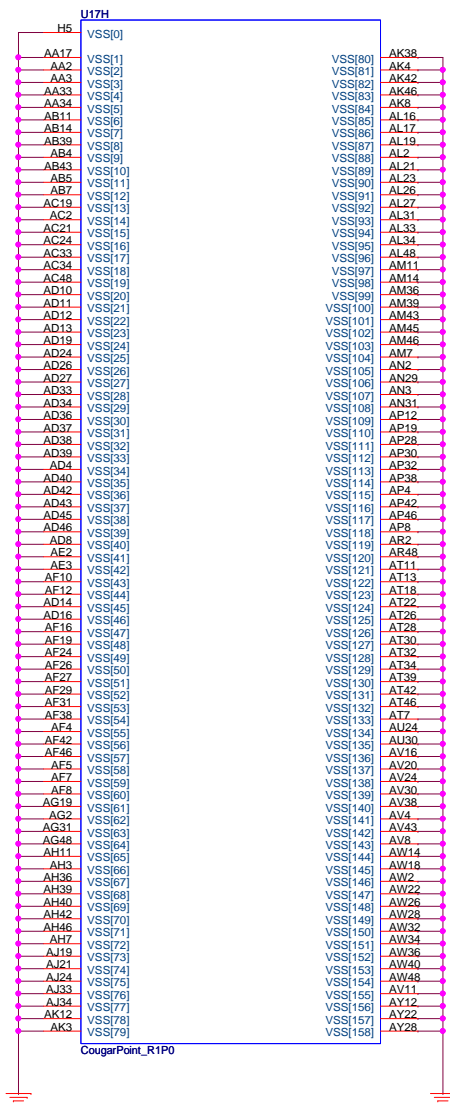 U17H
H5 VSS[0]
AA17 VSS[1] VSS[80] AK38
AA2 VSS[2] VSS[81] AK4
AA3 VSS[3] VSS[82] AK42
AA33 VSS[4] VSS[83] AK46
AA34 VSS[5] VSS[84] AK8
AB11 VSS[6] VSS[85] AL16
AB14 VSS[7] VSS[86] AL17
AB39 VSS[8] VSS[87] AL19
AB4 VSS[9] VSS[88] AL2
AB43 VSS[10] VSS[89] AL21
AB5 VSS[11] VSS[90] AL23
AB7 VSS[12] VSS[91] AL26
AC19 VSS[13] VSS[92] AL27
AC2 VSS[14] VSS[93] AL31
AC21 VSS[15] VSS[94] AL33
AC24 VSS[16] VSS[95] AL34
AC33 VSS[17] VSS[96] AL48
AC34 VSS[18] VSS[97] AM11
AC48 VSS[19] VSS[98] AM14
AD10 VSS[20] VSS[99] AM36
AD11 VSS[21] VSS[100] AM39
AD12 VSS[22] VSS[101] AM43
AD13 VSS[23] VSS[102] AM45
AD19 VSS[24] VSS[103] AM46
AD24 VSS[25] VSS[104] AM7
AD26 VSS[26] VSS[105] AN2
AD27 VSS[27] VSS[106] AN29
AD33 VSS[28] VSS[107] AN3
AD34 VSS[29] VSS[108] AN31
AD36 VSS[30] VSS[109] AP12
AD37 VSS[31] VSS[110] AP19
AD38 VSS[32] VSS[111] AP28
AD39 VSS[33] VSS[112] AP30
AD4 VSS[34] VSS[113] AP32
AD40 VSS[35] VSS[114] AP38
AD42 VSS[36] VSS[115] AP4
AD43 VSS[37] VSS[116] AP42
AD45 VSS[38] VSS[117] AP46
AD46 VSS[39] VSS[118] AP8
AD8 VSS[40] VSS[119] AR2
AE2 VSS[41] VSS[120] AR48
AE3 VSS[42] VSS[121] AT11
AF10 VSS[43] VSS[122] AT13
AF12 VSS[44] VSS[123] AT18
AD14 VSS[45] VSS[124] AT22
AD16 VSS[46] VSS[125] AT26
AF16 VSS[47] VSS[126] AT28
AF19 VSS[48] VSS[127] AT30
AF24 VSS[49] VSS[128] AT32
AF26 VSS[50] VSS[129] AT34
AF27 VSS[51] VSS[130] AT39
AF29 VSS[52] VSS[131] AT42
AF31 VSS[53] VSS[132] AT46
AF38 VSS[54] VSS[133] AT7
AF4 VSS[55] VSS[134] AU24
AF42 VSS[56] VSS[135] AU30
AF46 VSS[57] VSS[136] AV16
AF5 VSS[58] VSS[137] AV20
AF7 VSS[59] VSS[138] AV24
AF8 VSS[60] VSS[139] AV30
AG19 VSS[61] VSS[140] AV38
AG2 VSS[62] VSS[141] AV4
AG31 VSS[63] VSS[142] AV43
AG48 VSS[64] VSS[143] AV8
AH11 VSS[65] VSS[144] AW14
AH3 VSS[66] VSS[145] AW18
AH36 VSS[67] VSS[146] AW2
AH39 VSS[68] VSS[147] AW22
AH40 VSS[69] VSS[148] AW26
AH42 VSS[70] VSS[149] AW28
AH46 VSS[71] VSS[150] AW32
AH7 VSS[72] VSS[151] AW34
AJ19 VSS[73] VSS[152] AW36
AJ21 VSS[74] VSS[153] AW40
AJ24 VSS[75] VSS[154] AW48
AJ33 VSS[76] VSS[155] AV11
AJ34 VSS[77] VSS[156] AY12
AK12 VSS[78] VSS[157] AY22
AK3 VSS[79] VSS[158] AY28
CougarPoint_R1P0